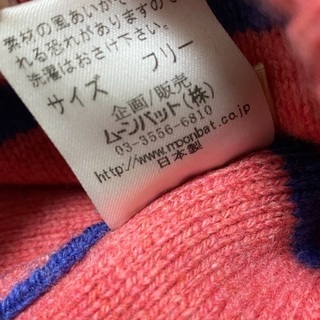 素材の風あいがそ
れる恐れがありますので
洗濯はおさけ下さい。
サイズ フリー
企画/販売
ムーンバット(株)
03-3556-6810
http://www.moonbat.co.jp
日本製